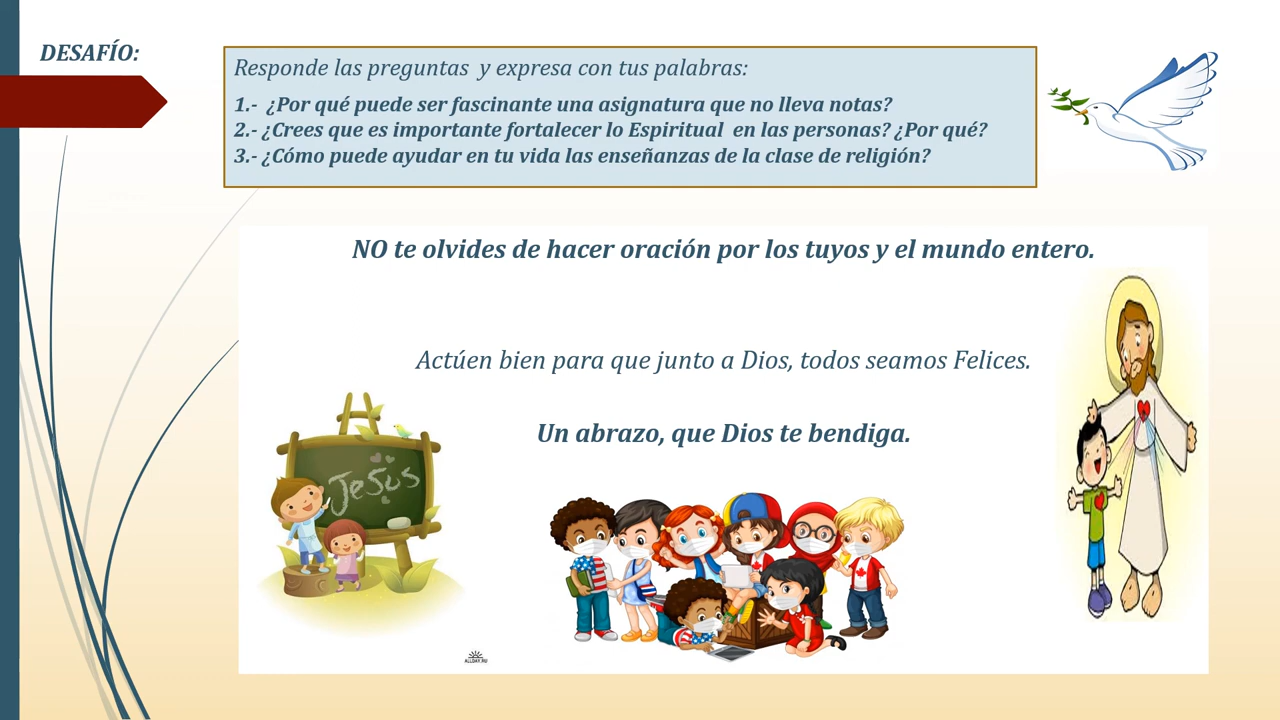 DESAFÍO:
Responde las preguntas y expresa con tus palabras:
1.- ¿Por qué puede ser fascinante una asignatura que no lleva notas?
2.- ¿Crees que es importante fortalecer lo Espiritual en las personas? ¿Por qué?
3.- ¿Cómo puede ayudar en tu vida las enseñanzas de la clase de religión?
NO te olvides de hacer oración por los tuyos y el mundo entero.
Actúen bien para que junto a Dios, todos seamos Felices.
Un abrazo, que Dios te bendiga.
Jesús
ALLDAY.RU